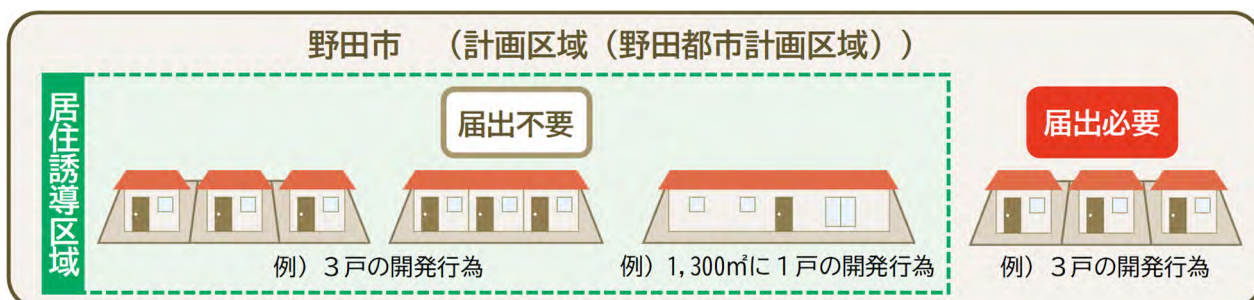 野田市　（計画区域（野田都市計画区域））
居住誘導区域
届出不要
届出必要
例）３戸の開発行為
例）1,300㎡に１戸の開発行為
例）３戸の開発行為